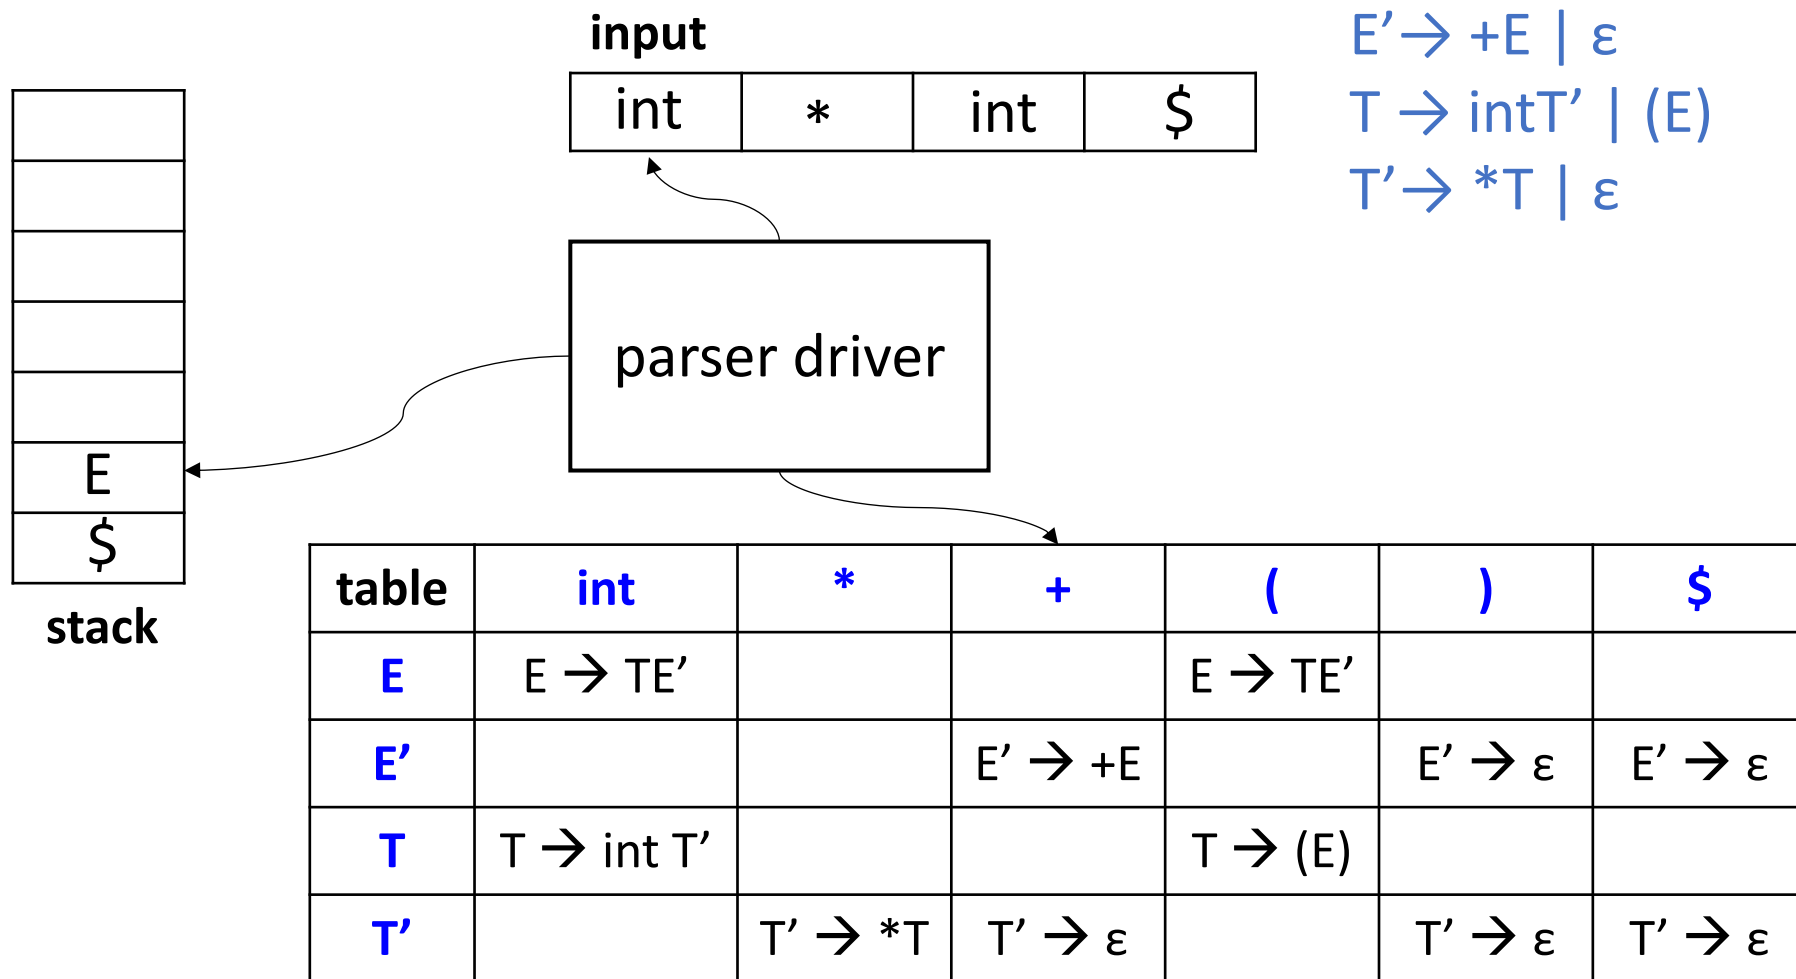 input
int * int $
E’→ +E | ε
T → intT’ | (E)
T’→ *T | ε
parser driver
E
$
stack
table int * + ( ) $
E E → TE’ E → TE’
E’ E’ → +E E’ → ε E’ → ε
T T → int T’ T → (E)
T’ T’ → *T T’ → ε T’ → ε T’ → ε